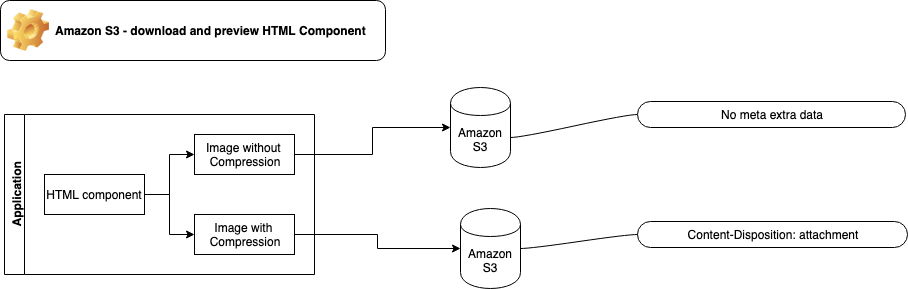 Amazon S3 - download and preview HTML Component
Application
HTML component
Image without
Compression
Image with
Compression
Amazon
S3
No meta extra data
Amazon
S3
Content-Disposition: attachment